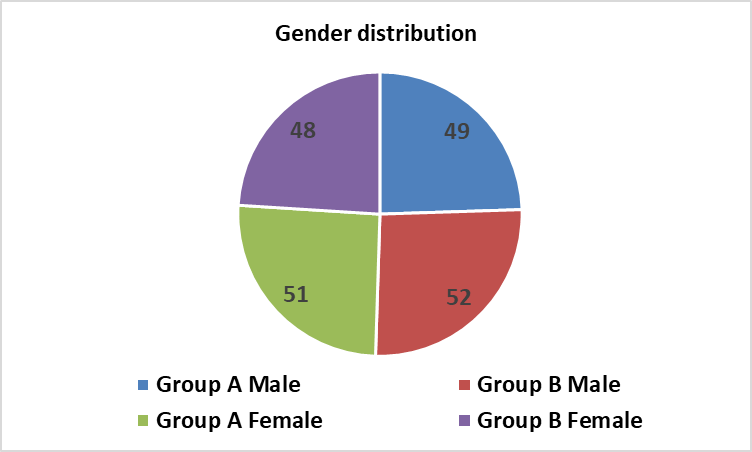 Gender distribution
48
49
51
52
Group A Male
Group B Male
Group A Female
Group B Female